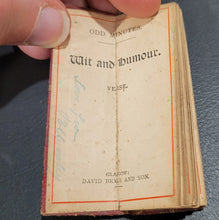 ODD MINUTES.
Wit and Humour.
VERSE.
GLASGOW:
DAVID BRYCE AND SON.